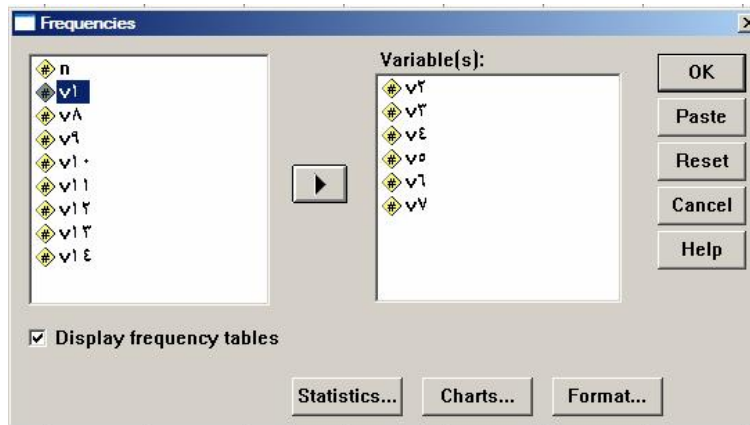 Frequencies
n
v١
v٨
v٩
v١٠
v١١
v١٢
v١٣
v١٤
Variable(s):
v٢
v٣
v٤
v٥
v٦
v٧
OK
Paste
Reset
Cancel
Help
Display frequency tables
Statistics...
Charts...
Format...